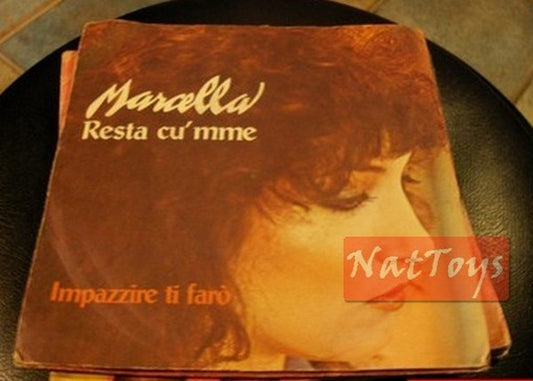 Marcella
Resta cu' mme
NatToys
Impazzire ti farò